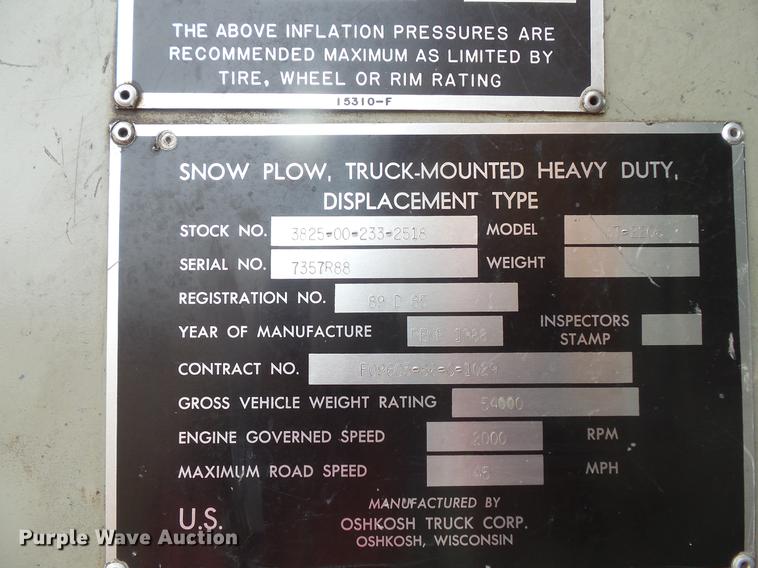 THE ABOVE INFLATION PRESSURES ARE
RECOMMENDED MAXIMUM AS LIMITED BY
TIRE, WHEEL OR RIM RATING
15310-F
SNOW PLOW, TRUCK-MOUNTED HEAVY DUTY,
DISPLACEMENT TYPE
STOCK NO. 3825-00-233-2518 MODEL
SERIAL NO. 7357R88 WEIGHT
REGISTRATION NO.
YEAR OF MANUFACTURE 1988 INSPECTORS STAMP
CONTRACT NO.
GROSS VEHICLE WEIGHT RATING 54000
ENGINE GOVERNED SPEED 2000 RPM
MAXIMUM ROAD SPEED 45 MPH
U.S.
MANUFACTURED BY
OSHKOSH TRUCK CORP.
OSHKOSH, WISCONSIN
Purple Wave Auction